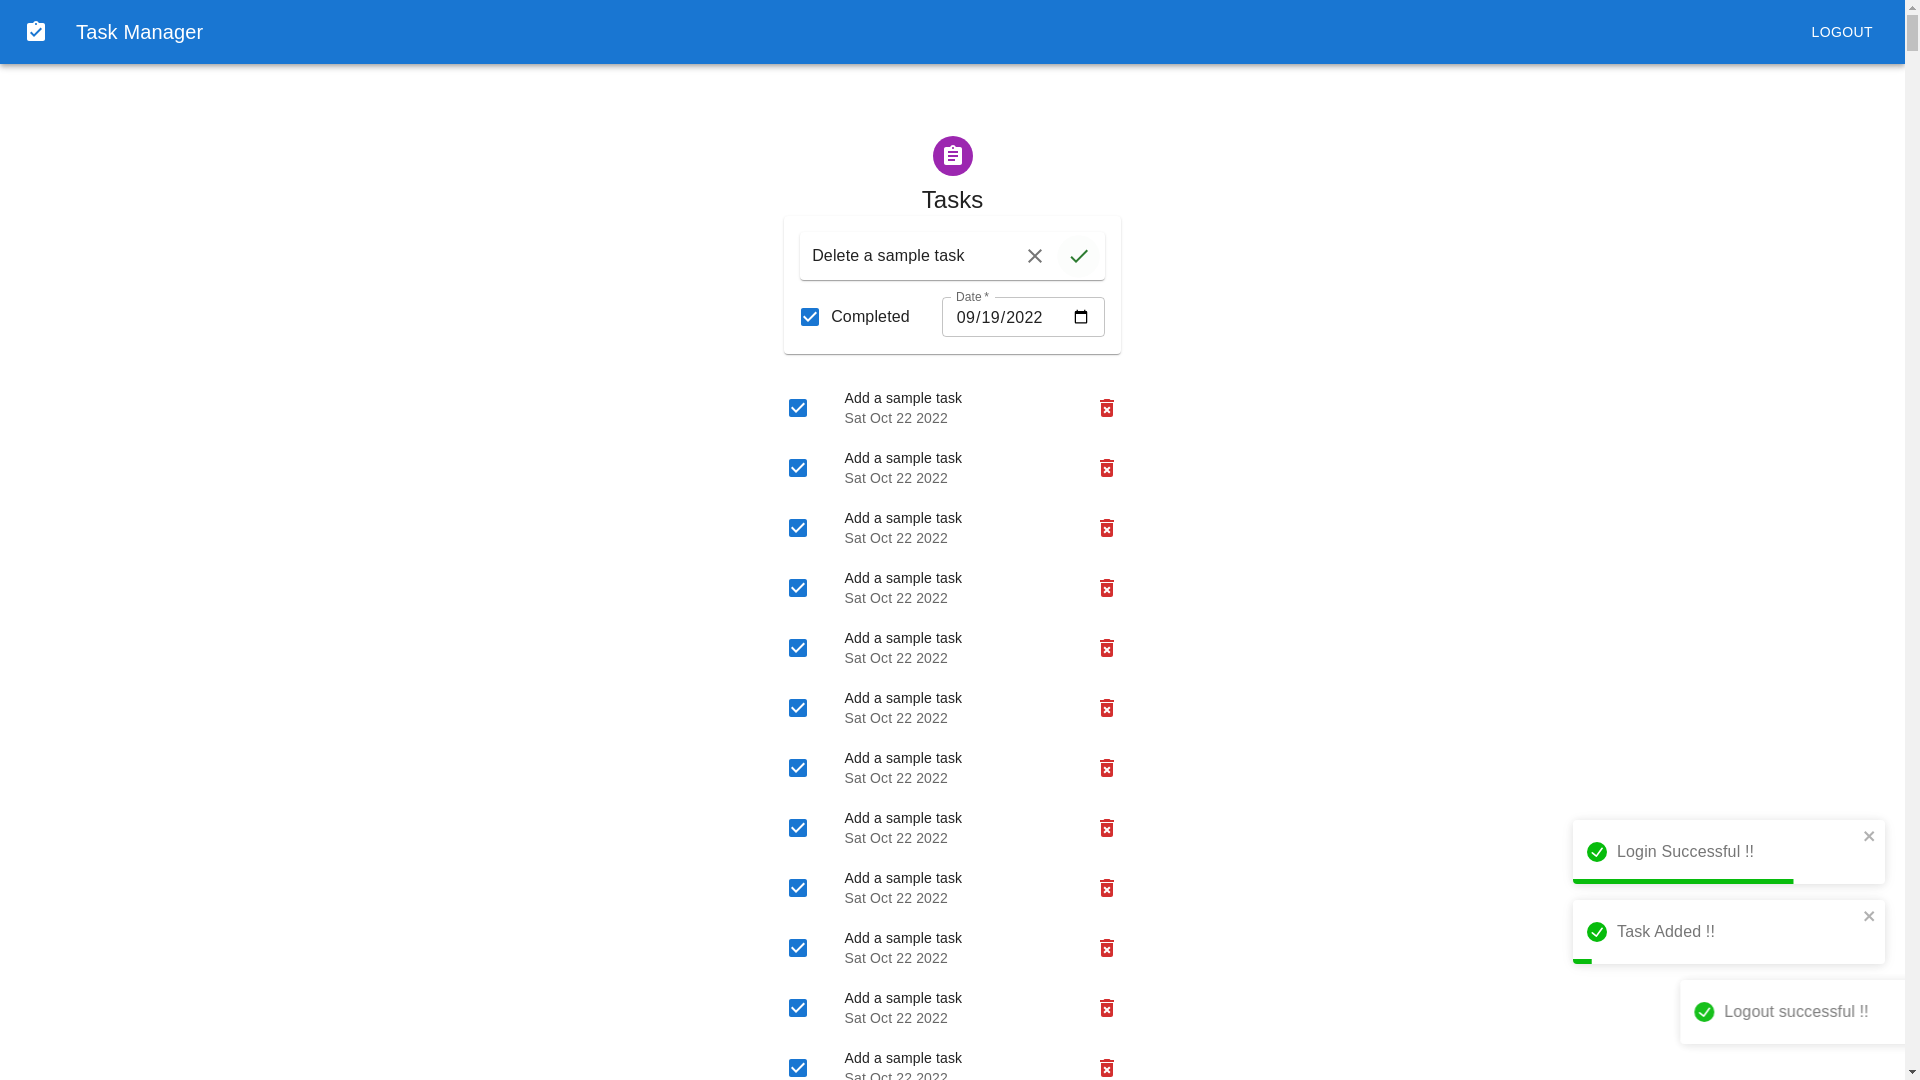 Task Manager
LOGOUT
Tasks
Delete a sample task
Completed
Date *
09/19/2022
Add a sample task
Sat Oct 22 2022
Add a sample task
Sat Oct 22 2022
Add a sample task
Sat Oct 22 2022
Add a sample task
Sat Oct 22 2022
Add a sample task
Sat Oct 22 2022
Add a sample task
Sat Oct 22 2022
Add a sample task
Sat Oct 22 2022
Add a sample task
Sat Oct 22 2022
Add a sample task
Sat Oct 22 2022
Add a sample task
Sat Oct 22 2022
Add a sample task
Sat Oct 22 2022
Add a sample task
Sat Oct 22 2022
Login Successful !!
Task Added !!
Logout successful !!